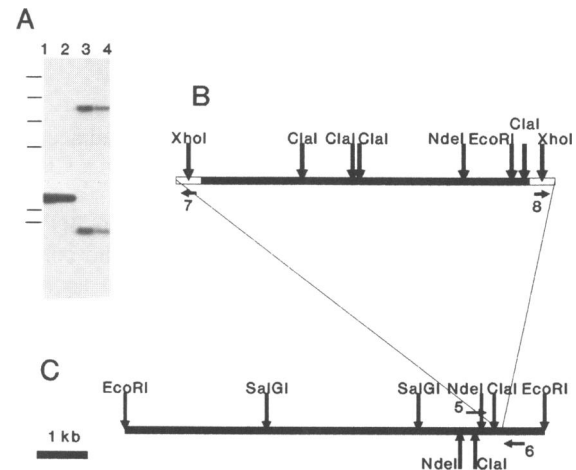 A
1 2 3 4
B
XhoI ClaI ClaI ClaI NdeI EcoRI ClaI XhoI
7 8
C
EcoRI SalGI SalGI NdeI ClaI EcoRI
5
6
1 kb
NdeI ClaI